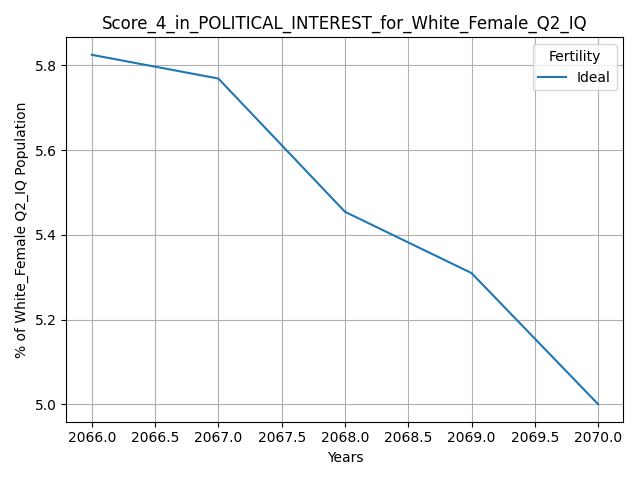 Score_4_in_POLITICAL_INTEREST_for_White_Female_Q2_IQ
Fertility
Ideal
% of White_Female Q2_IQ Population
5.8
5.6
5.4
5.2
5.0
2066.0 2066.5 2067.0 2067.5 2068.0 2068.5 2069.0 2069.5 2070.0
Years